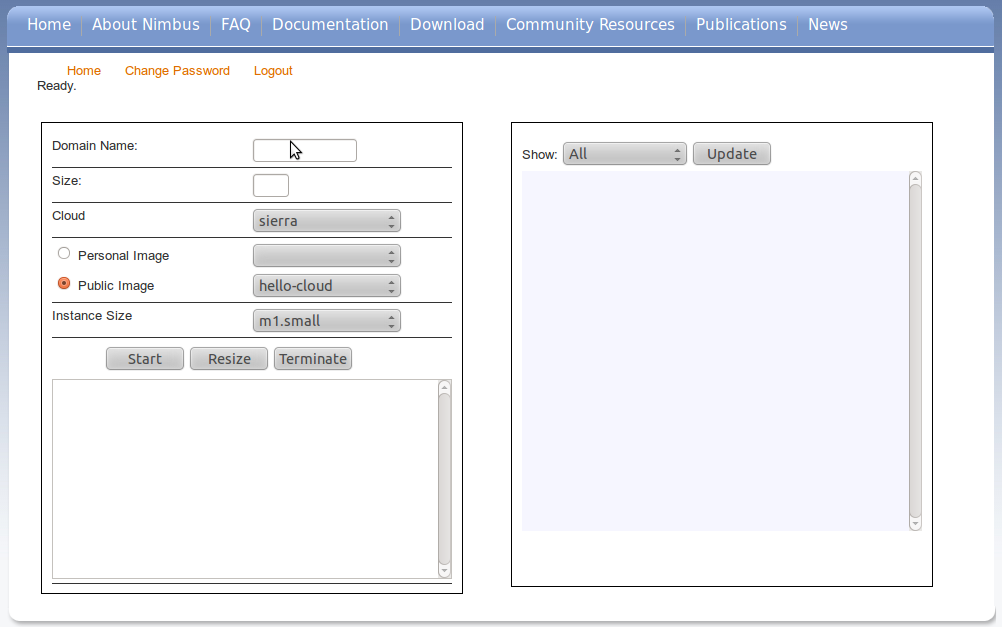 Home About Nimbus FAQ Documentation Download Community Resources Publications News
Home Change Password Logout
Ready.
Domain Name:
Size:
Cloud sierra
Personal Image
Public Image hello-cloud
Instance Size m1.small
Start Resize Terminate
Show: All Update